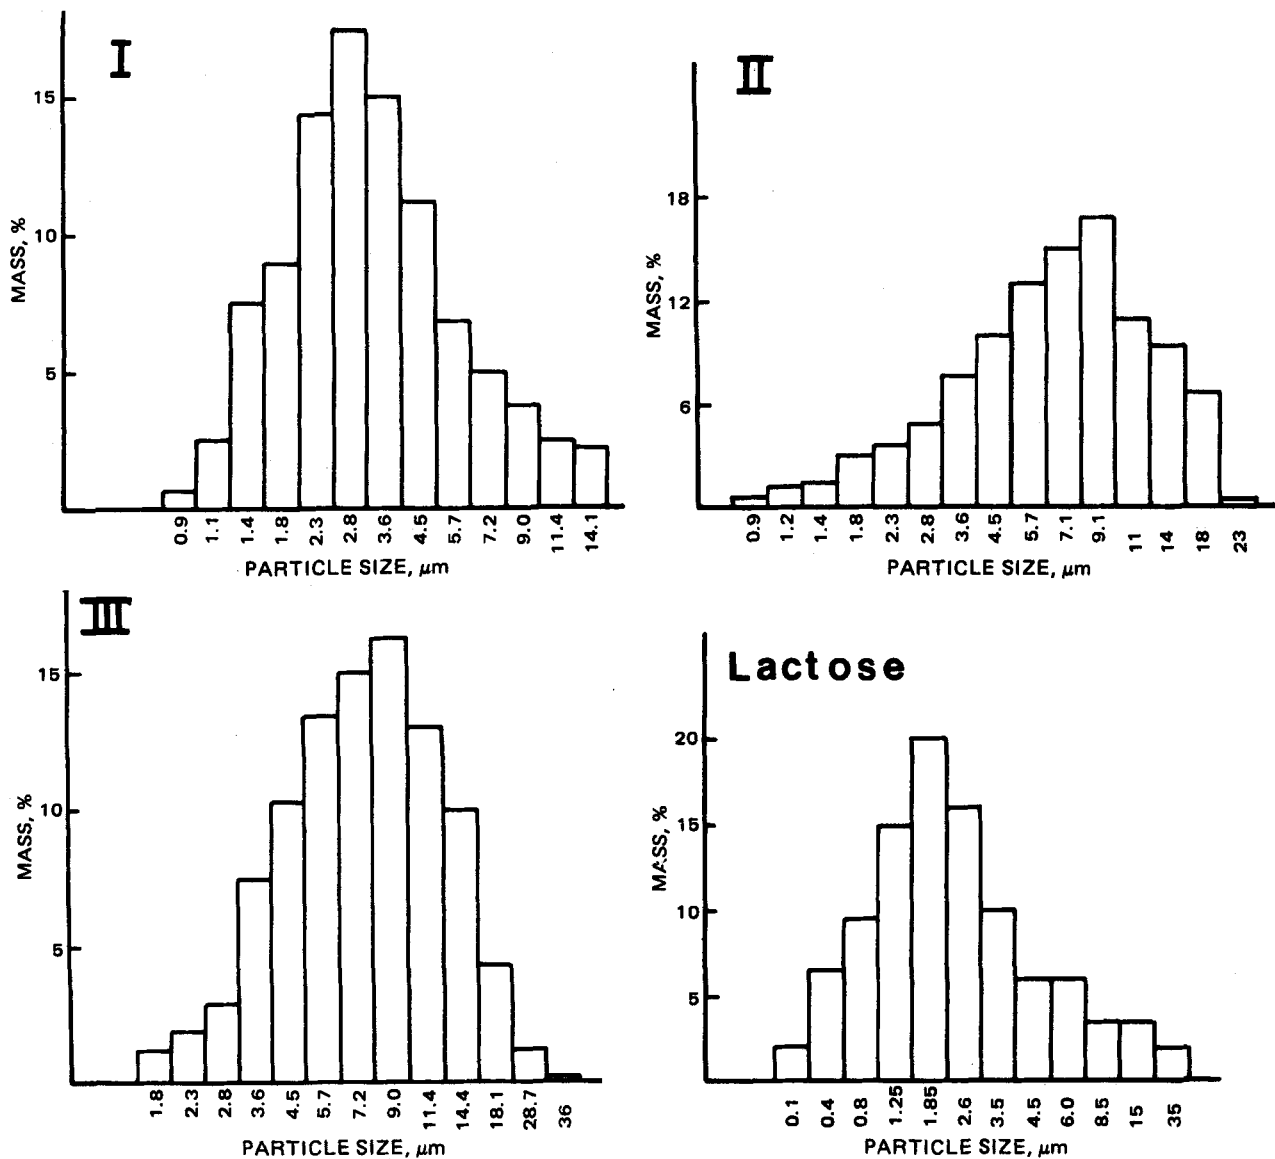 I
15
10
5
MASS, %
0.9 1.1 1.4 1.8 2.3 2.8 3.6 4.5 5.7 7.2 9.0 11.4 14.1
PARTICLE SIZE, μm
II
18
12
6
MASS, %
0.9 1.2 1.4 1.8 2.3 2.8 3.6 4.5 5.7 7.1 9.1 11 14 18 23
PARTICLE SIZE, μm
III
15
10
5
MASS, %
1.8 2.3 2.8 3.6 4.5 5.7 7.2 9.0 11.4 14.4 18.1 28.7 36
PARTICLE SIZE, μm
Lactose
20
15
10
5
MASS, %
0.1 0.4 0.8 1.25 1.85 2.6 3.5 4.5 6.0 8.5 15 35
PARTICLE SIZE, μm